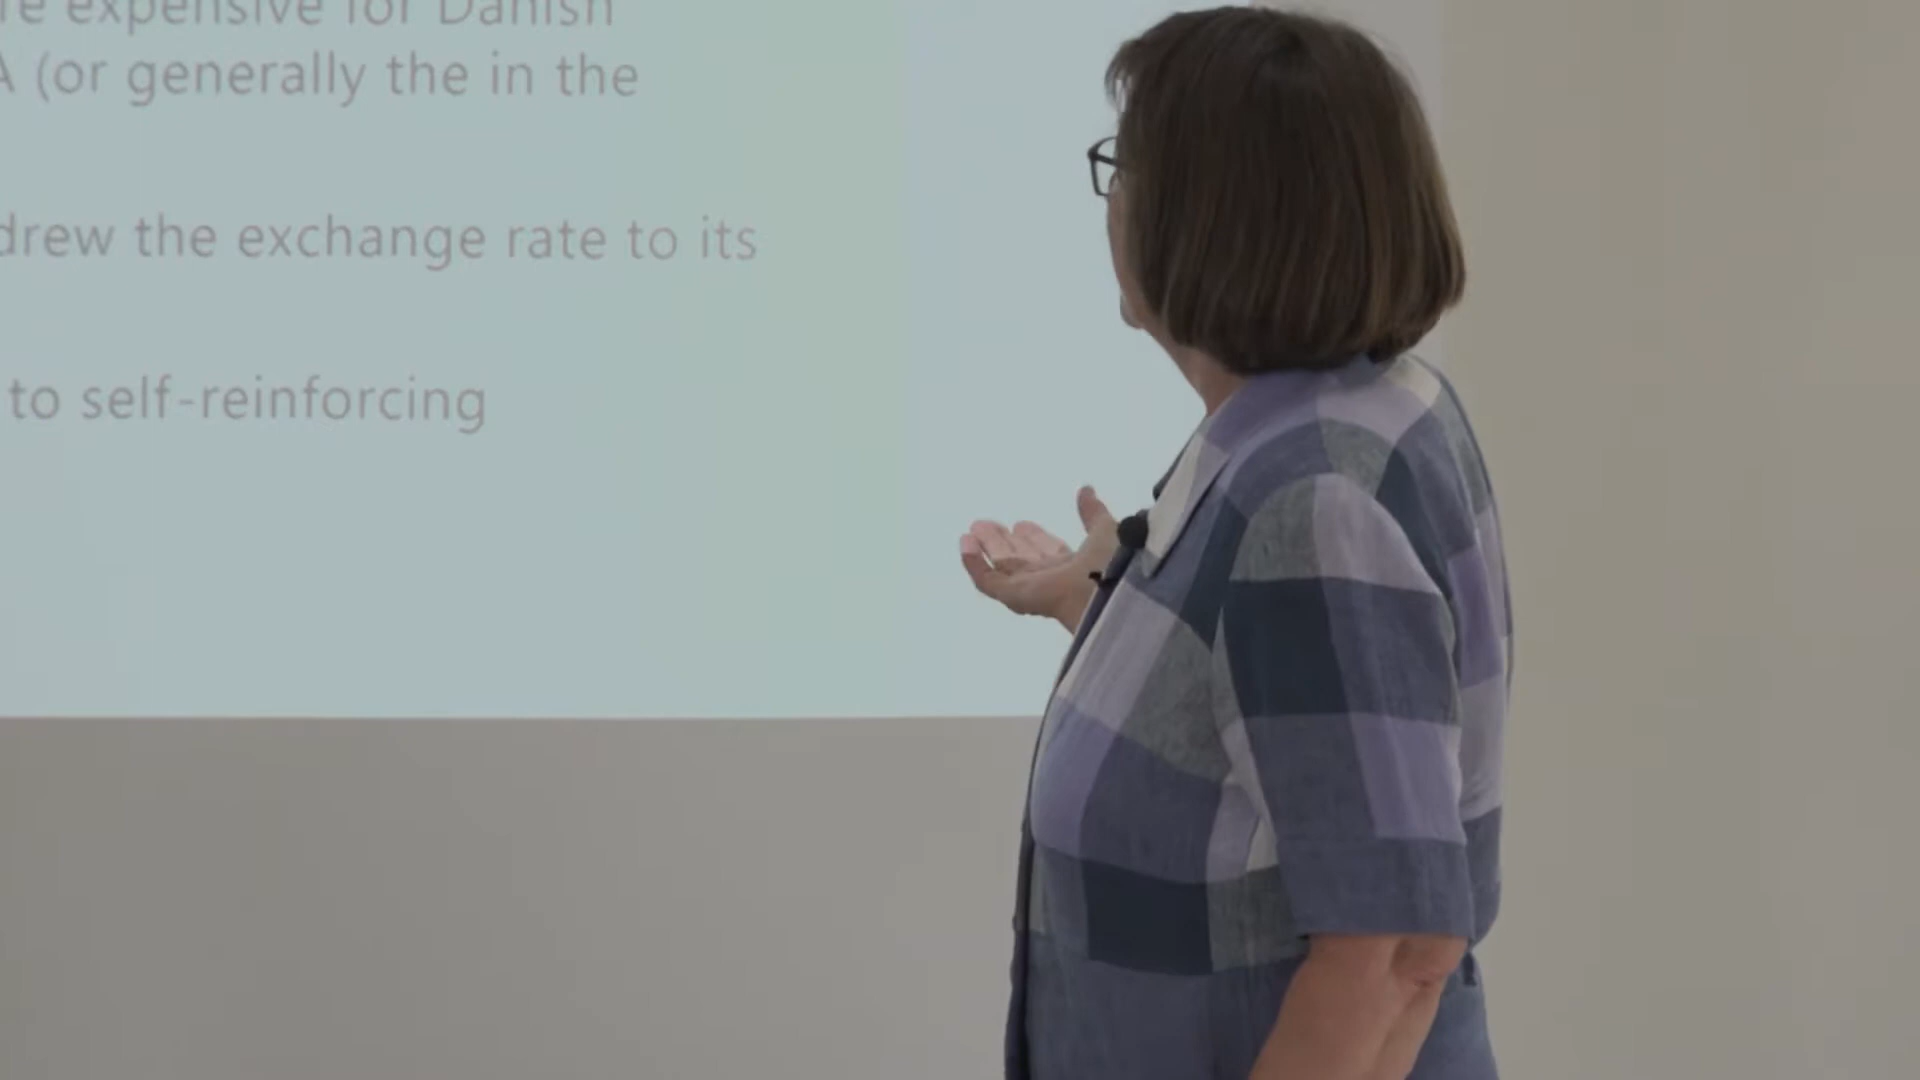 expensive for Danish
(or generally the in the
drew the exchange rate to its
to self-reinforcing